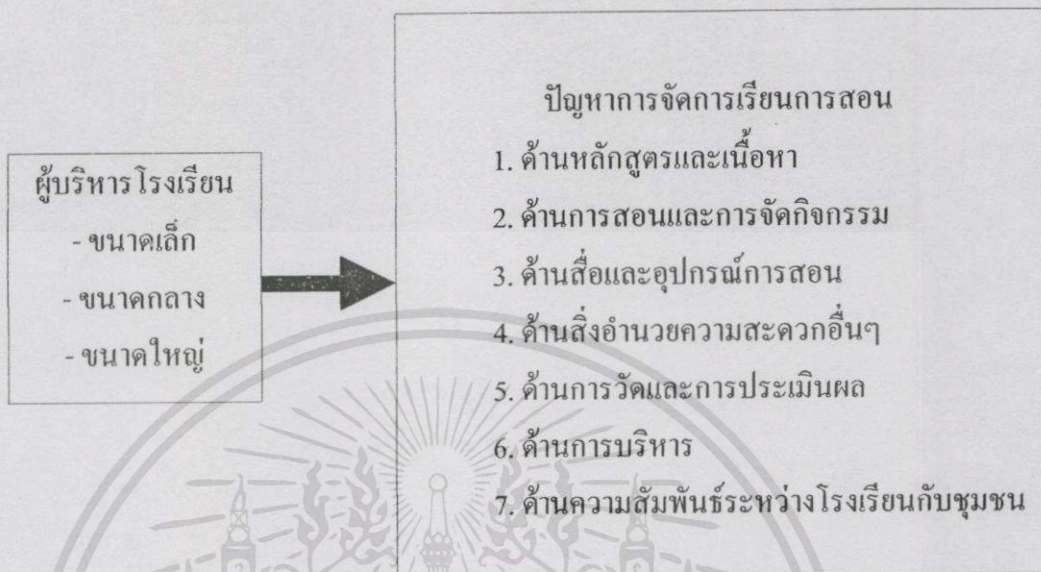 ผู้บริหารโรงเรียน
- ขนาดเล็ก
- ขนาดกลาง
- ขนาดใหญ่
ปัญหาการจัดการเรียนการสอน
1. ด้านหลักสูตรและเนื้อหา
2. ด้านการสอนและการจัดกิจกรรม
3. ด้านสื่อและอุปกรณ์การสอน
4. ด้านสิ่งอำนวยความสะดวกอื่นๆ
5. ด้านการวัดและการประเมินผล
6. ด้านการบริหาร
7. ด้านความสัมพันธ์ระหว่างโรงเรียนกับชุมชน